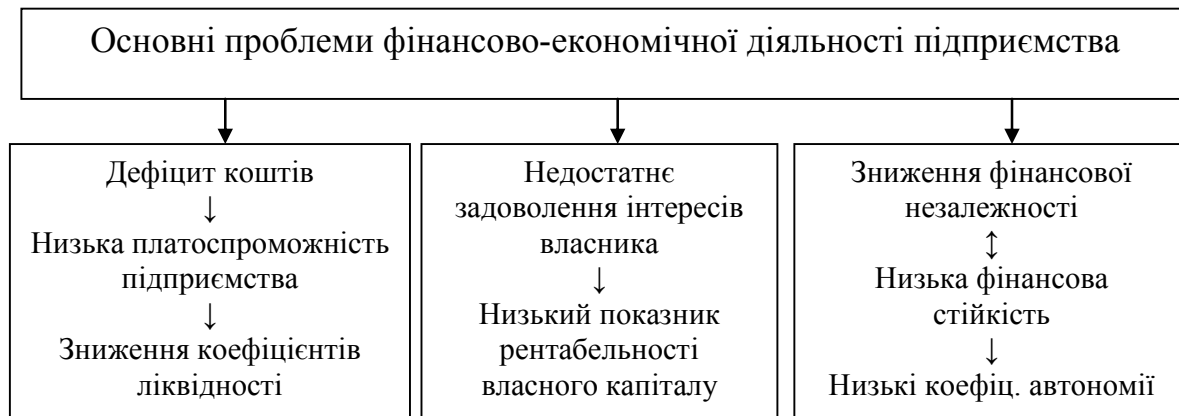 Основні проблеми фінансово-економічної діяльності підприємства
Дефіцит коштів
↓
Низька платоспроможність
підприємства
↓
Зниження коефіцієнтів
ліквідності
Недостатнє
задоволення інтересів
власника
↓
Низький показник
рентабельності
власного капіталу
Зниження фінансової
незалежності
↕
Низька фінансова
стійкість
↓
Низькі коефіц. автономії